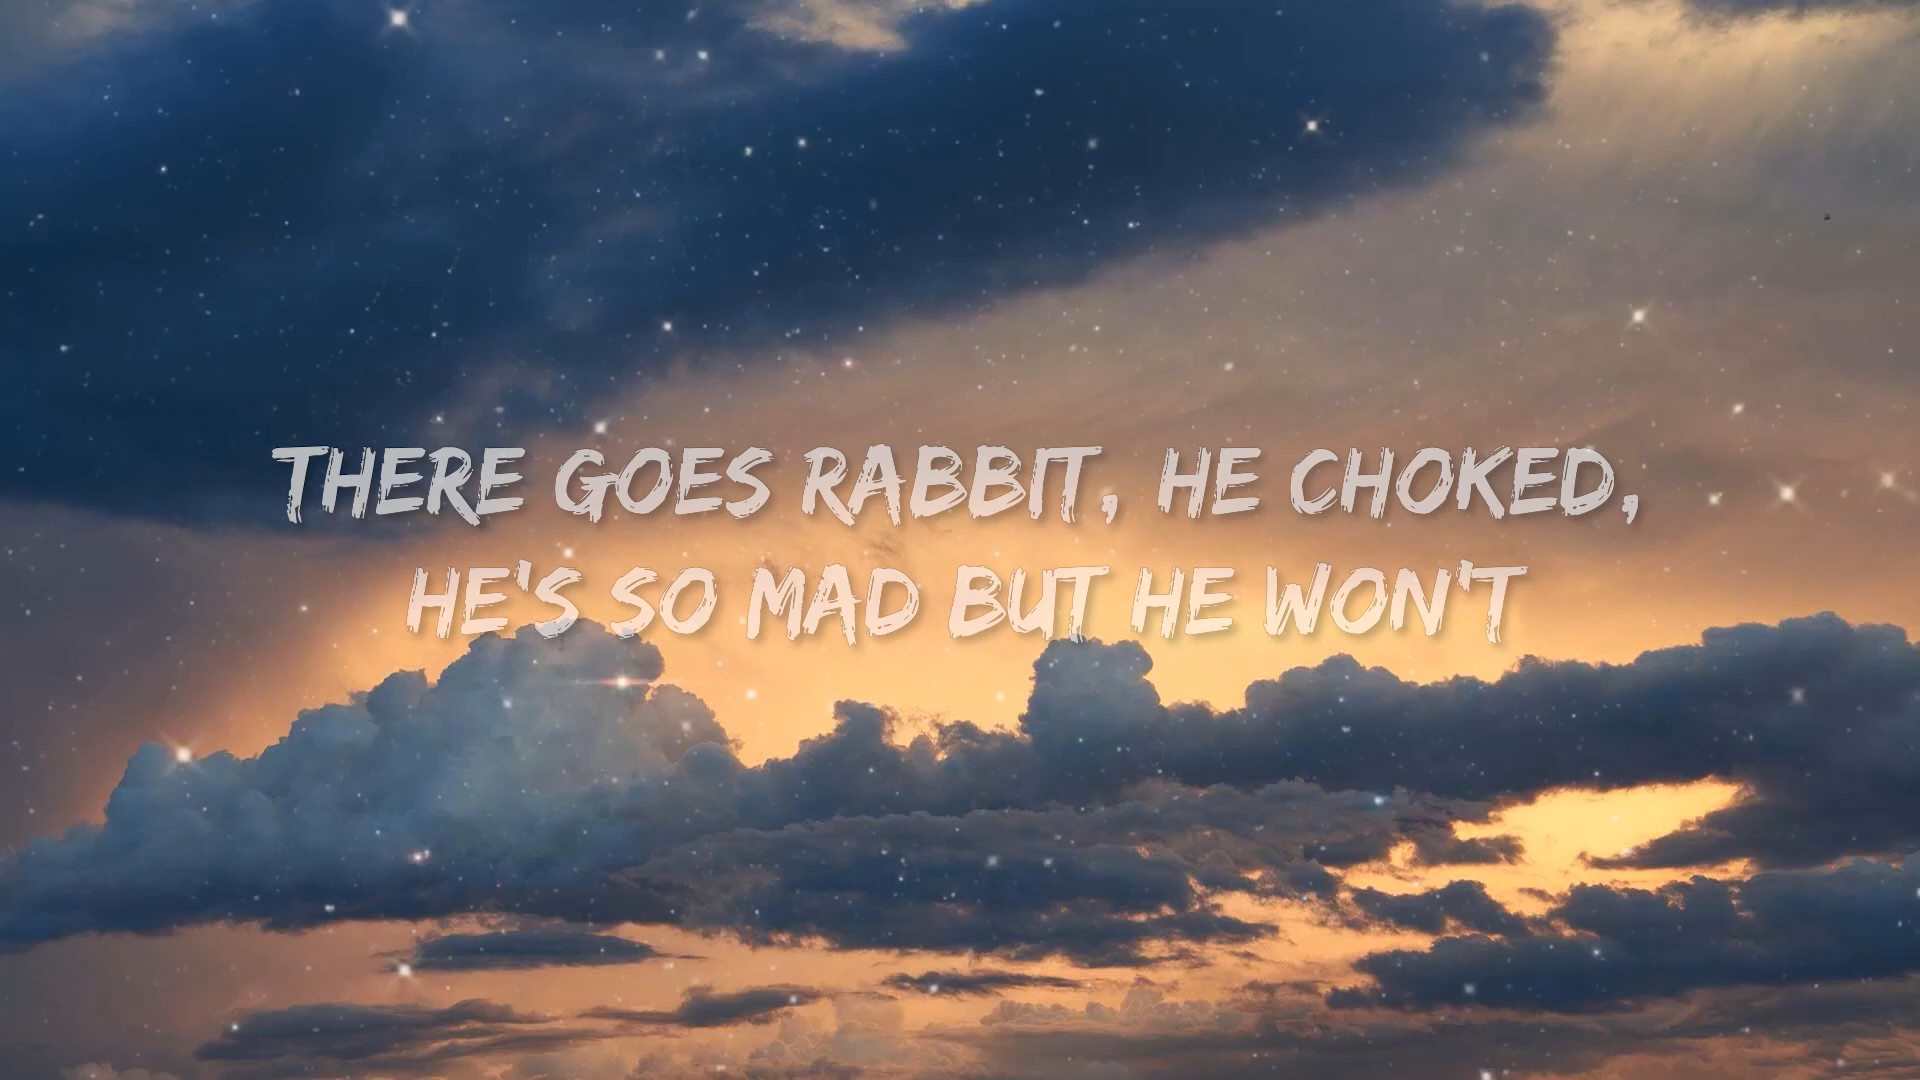 THERE GOES RABBIT, HE CHOKED,
HE'S SO MAD BUT HE WON'T